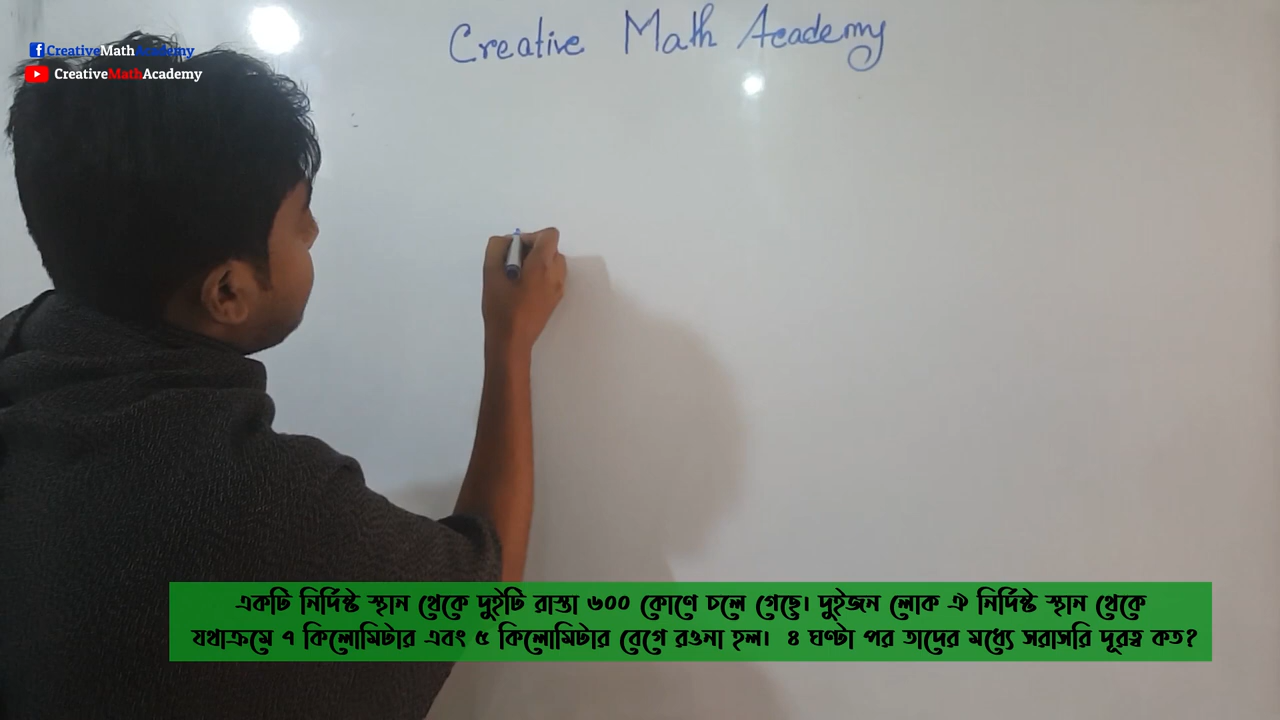 Creative Math Academy
CreativeMathAcademy
CreativeMathAcademy
একটি নির্দিষ্ট স্থান থেকে দুইটি রাস্তা ৬০০ কোণে চলে গেছে। দুইজন লোক ঐ নির্দিষ্ট স্থান থেকে
যথাক্রমে ৭ কিলোমিটার এবং ৫ কিলোমিটার বেগে রওনা হল। ৪ ঘণ্টা পর তাদের মধ্যে সরাসরি দূরত্ব কত?